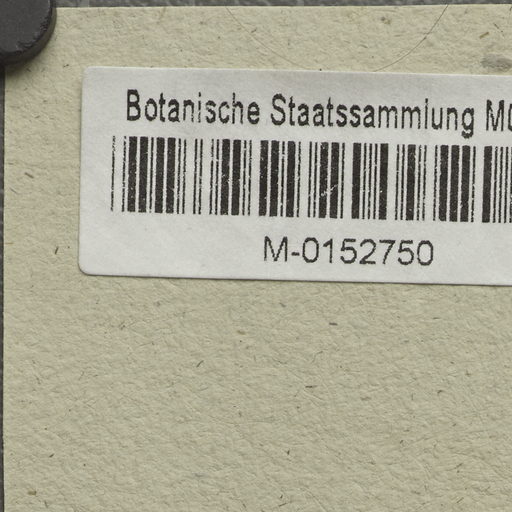 Botanische Staatssammlung
M-0152750